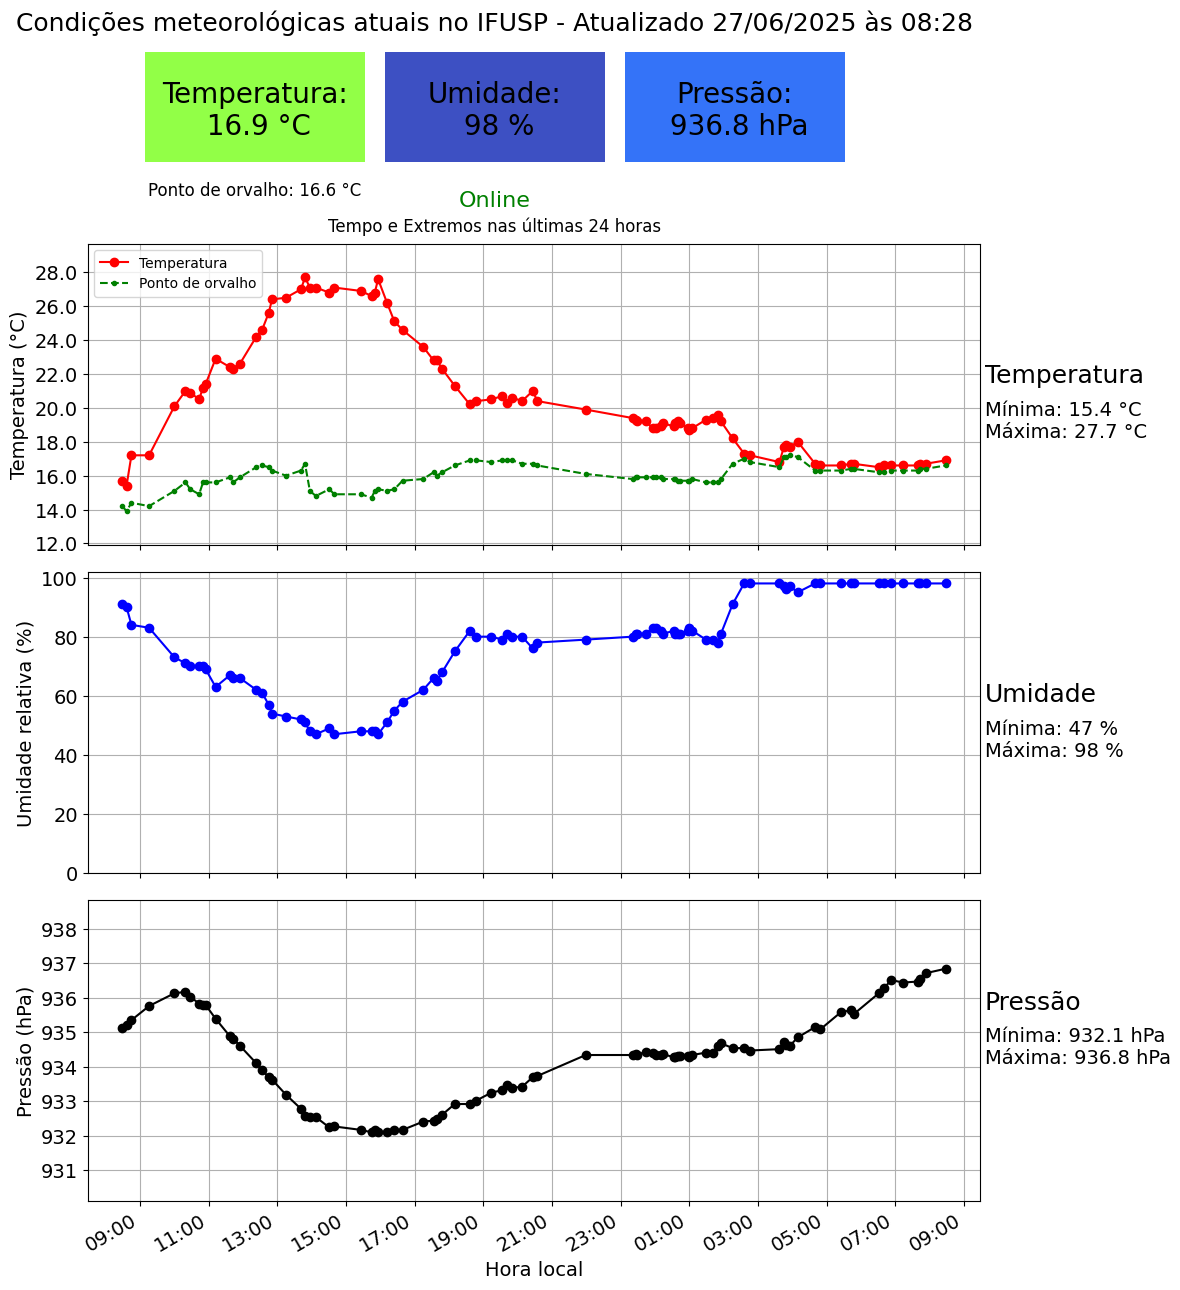 Condições meteorológicas atuais no IFUSP - Atualizado 27/06/2025 às 08:28
Temperatura:
16.9 °C
Umidade:
98 %
Pressão:
936.8 hPa
Ponto de orvalho: 16.6 °C
Online
Tempo e Extremos nas últimas 24 horas
Temperatura (°C)
28.0
26.0
24.0
22.0
20.0
18.0
16.0
14.0
12.0
Temperatura
Ponto de orvalho
Temperatura
Mínima: 15.4 °C
Máxima: 27.7 °C
Umidade relativa (%)
100
80
60
40
20
0
Umidade
Mínima: 47 %
Máxima: 98 %
Pressão (hPa)
938
937
936
935
934
933
932
931
Pressão
Mínima: 932.1 hPa
Máxima: 936.8 hPa
09:00
11:00
13:00
15:00
17:00
19:00
21:00
23:00
01:00
03:00
05:00
07:00
09:00
Hora local